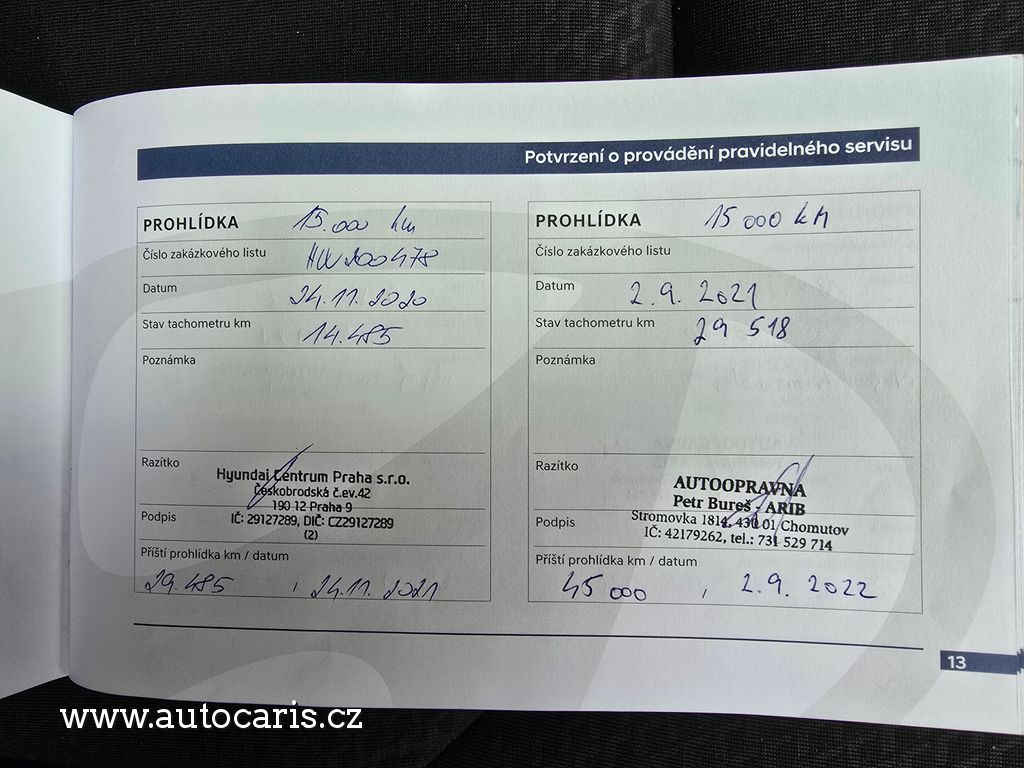 Potvrzení o provádění pravidelného servisu
PROHLÍDKA 15.000 km
Číslo zakázkového listu HW200478
Datum 24.11.2020
Stav tachometru km 14.485
Poznámka
Razítko
Hyundai Centrum Praha s.r.o.
Českobrodská č.ev.42
190 12 Praha 9
Podpis
IČ: 29127289, DIČ: CZ29127289
(2)
Příští prohlídka km / datum
29.485 , 24.11.2021
PROHLÍDKA 15 000 kM
Číslo zakázkového listu
Datum 2.9.2021
Stav tachometru km 29 518
Poznámka
Razítko
AUTOOPRAVNA
Petr Bureš - ARIB
Stromovka 1814, 430 01 Chomutov
Podpis
IČ: 42179262, tel.: 731 529 714
Příští prohlídka km / datum
45 000 , 2.9.2022
13
www.autocaris.cz